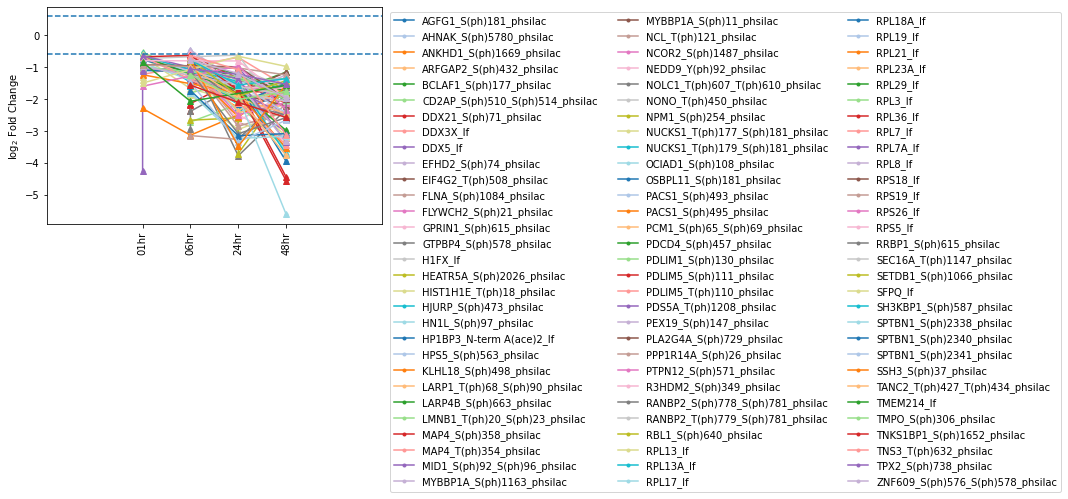 0
−1
−2
−3
−4
−5
log2 Fold Change
01hr
06hr
24hr
48hr
AGFG1_S(ph)181_phsilac
AHNAK_S(ph)5780_phsilac
ANKHD1_S(ph)1669_phsilac
ARFGAP2_S(ph)432_phsilac
BCLAF1_S(ph)177_phsilac
CD2AP_S(ph)510_S(ph)514_phsilac
DDX21_S(ph)71_phsilac
DDX3X_lf
DDX5_lf
EFHD2_S(ph)74_phsilac
EIF4G2_T(ph)508_phsilac
FLNA_S(ph)1084_phsilac
FLYWCH2_S(ph)21_phsilac
GPRIN1_S(ph)615_phsilac
GTPBP4_S(ph)578_phsilac
H1FX_lf
HEATR5A_S(ph)2026_phsilac
HIST1H1E_T(ph)18_phsilac
HJURP_S(ph)473_phsilac
HN1L_S(ph)97_phsilac
HP1BP3_N-term A(ace)2_lf
HPS5_S(ph)563_phsilac
KLHL18_S(ph)498_phsilac
LARP1_T(ph)68_S(ph)90_phsilac
LARP4B_S(ph)663_phsilac
LMNB1_T(ph)20_S(ph)23_phsilac
MAP4_S(ph)358_phsilac
MAP4_T(ph)354_phsilac
MID1_S(ph)92_S(ph)96_phsilac
MYBBP1A_S(ph)1163_phsilac
MYBBP1A_S(ph)11_phsilac
NCL_T(ph)121_phsilac
NCOR2_S(ph)1487_phsilac
NEDD9_Y(ph)92_phsilac
NOLC1_T(ph)607_T(ph)610_phsilac
NONO_T(ph)450_phsilac
NPM1_S(ph)254_phsilac
NUCKS1_T(ph)177_S(ph)181_phsilac
NUCKS1_T(ph)179_S(ph)181_phsilac
OCIAD1_S(ph)108_phsilac
OSBPL11_S(ph)181_phsilac
PACS1_S(ph)493_phsilac
PACS1_S(ph)495_phsilac
PCM1_S(ph)65_S(ph)69_phsilac
PDCD4_S(ph)457_phsilac
PDLIM1_S(ph)130_phsilac
PDLIM5_S(ph)111_phsilac
PDLIM5_T(ph)110_phsilac
PDS5A_T(ph)1208_phsilac
PEX19_S(ph)147_phsilac
PLA2G4A_S(ph)729_phsilac
PPP1R14A_S(ph)26_phsilac
PTPN12_S(ph)571_phsilac
R3HDM2_S(ph)349_phsilac
RANBP2_S(ph)778_S(ph)781_phsilac
RANBP2_T(ph)779_S(ph)781_phsilac
RBL1_S(ph)640_phsilac
RPL13_lf
RPL13A_lf
RPL17_lf
RPL18A_lf
RPL19_lf
RPL21_lf
RPL23A_lf
RPL29_lf
RPL3_lf
RPL36_lf
RPL7_lf
RPL7A_lf
RPL8_lf
RPS18_lf
RPS19_lf
RPS26_lf
RPS5_lf
RRBP1_S(ph)615_phsilac
SEC16A_T(ph)1147_phsilac
SETDB1_S(ph)1066_phsilac
SFPQ_lf
SH3KBP1_S(ph)587_phsilac
SPTBN1_S(ph)2338_phsilac
SPTBN1_S(ph)2340_phsilac
SPTBN1_S(ph)2341_phsilac
SSH3_S(ph)37_phsilac
TANC2_T(ph)427_T(ph)434_phsilac
TMEM214_lf
TMPO_S(ph)306_phsilac
TNKS1BP1_S(ph)1652_phsilac
TNS3_T(ph)632_phsilac
TPX2_S(ph)738_phsilac
ZNF609_S(ph)576_S(ph)578_phsilac